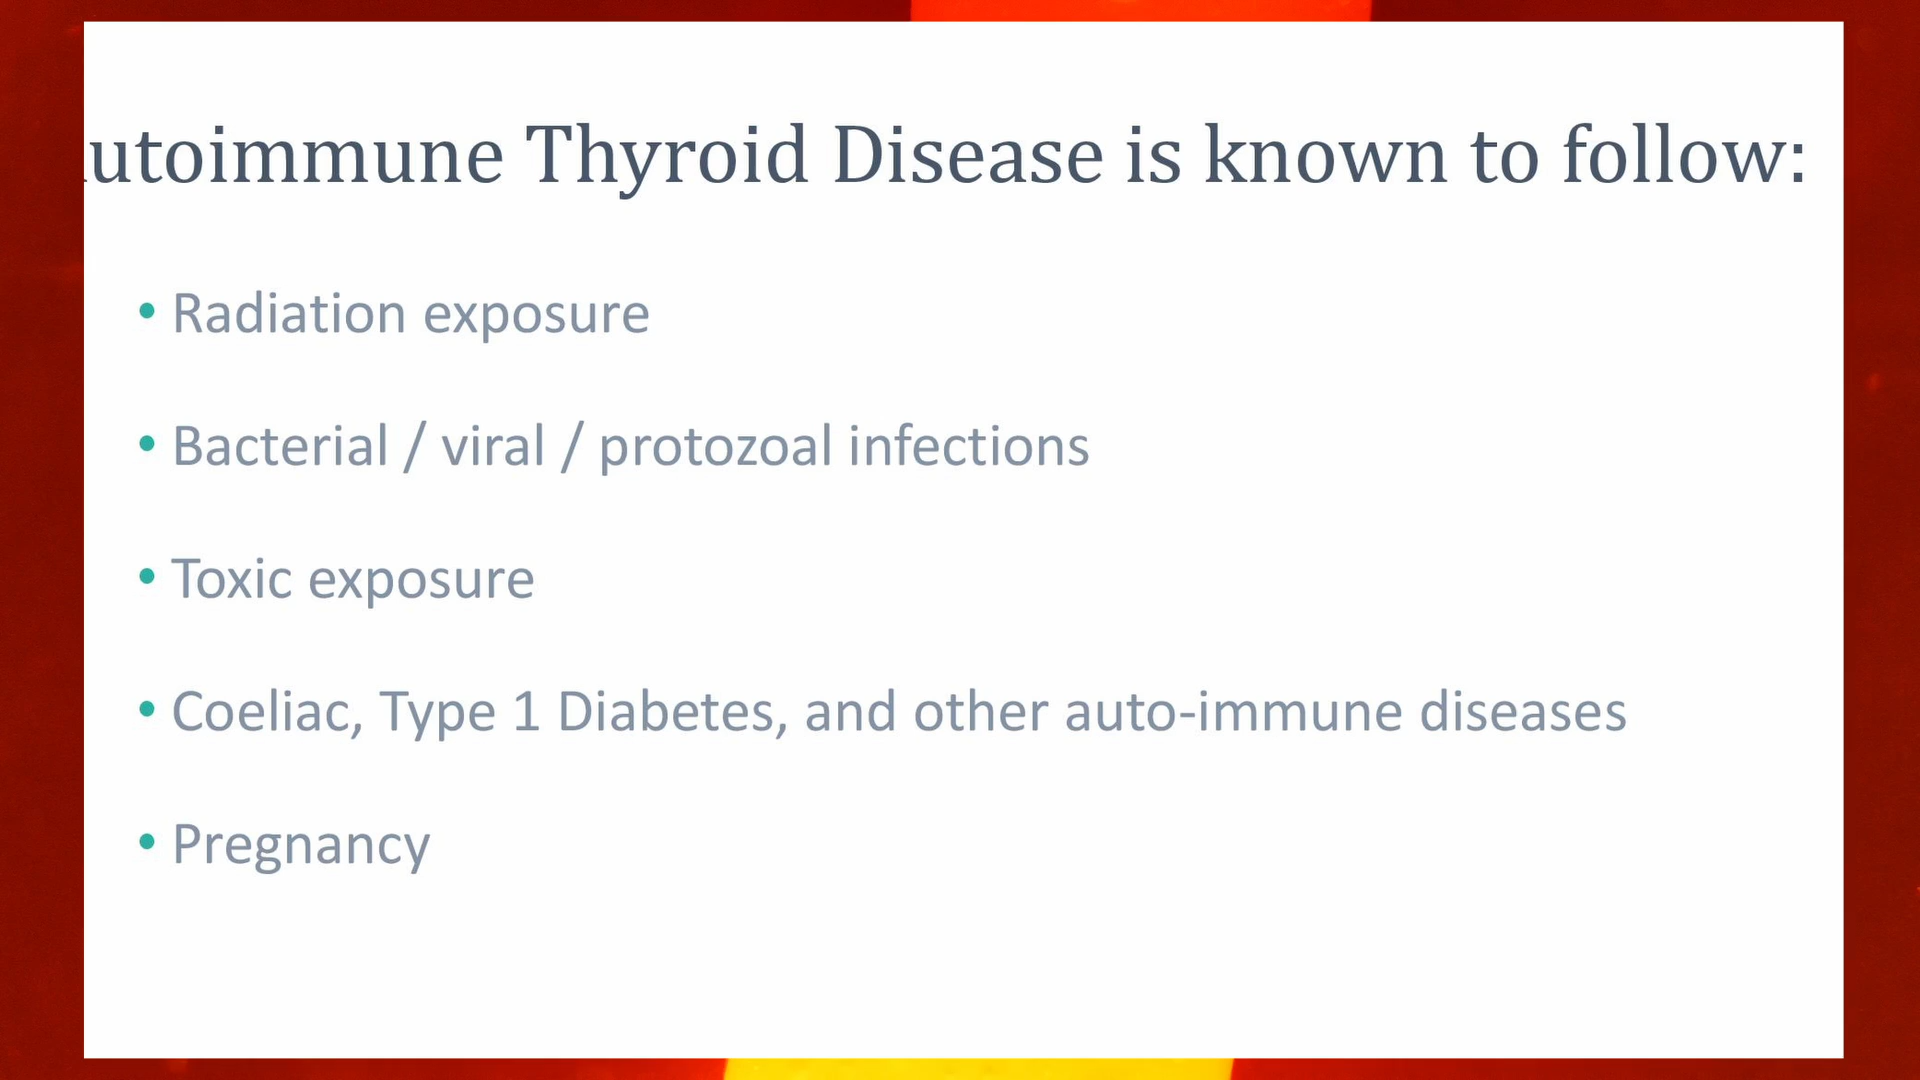 utoimmune Thyroid Disease is known to follow:
• Radiation exposure
• Bacterial / viral / protozoal infections
• Toxic exposure
• Coeliac, Type 1 Diabetes, and other auto-immune diseases
• Pregnancy